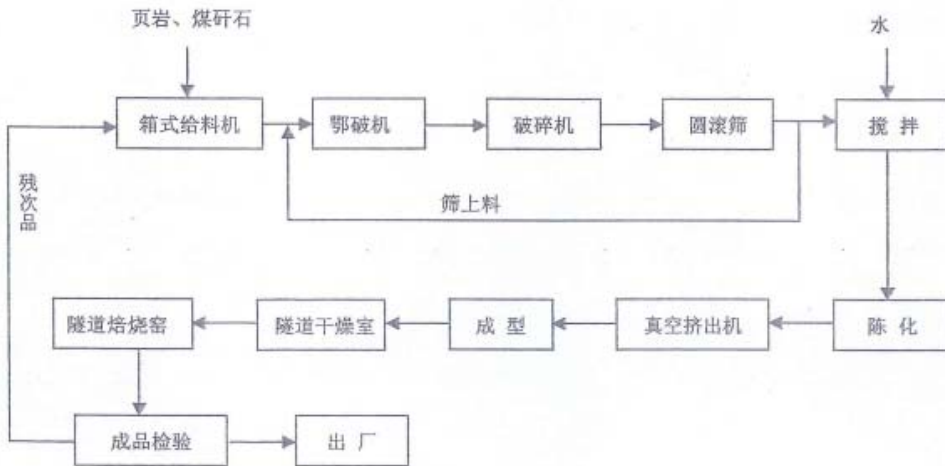 页岩、煤矸石
水
箱式给料机
鄂破机
破碎机
圆滚筛
搅 拌
残次品
筛上料
隧道焙烧窑
隧道干燥室
成 型
真空挤出机
陈 化
成品检验
出 厂